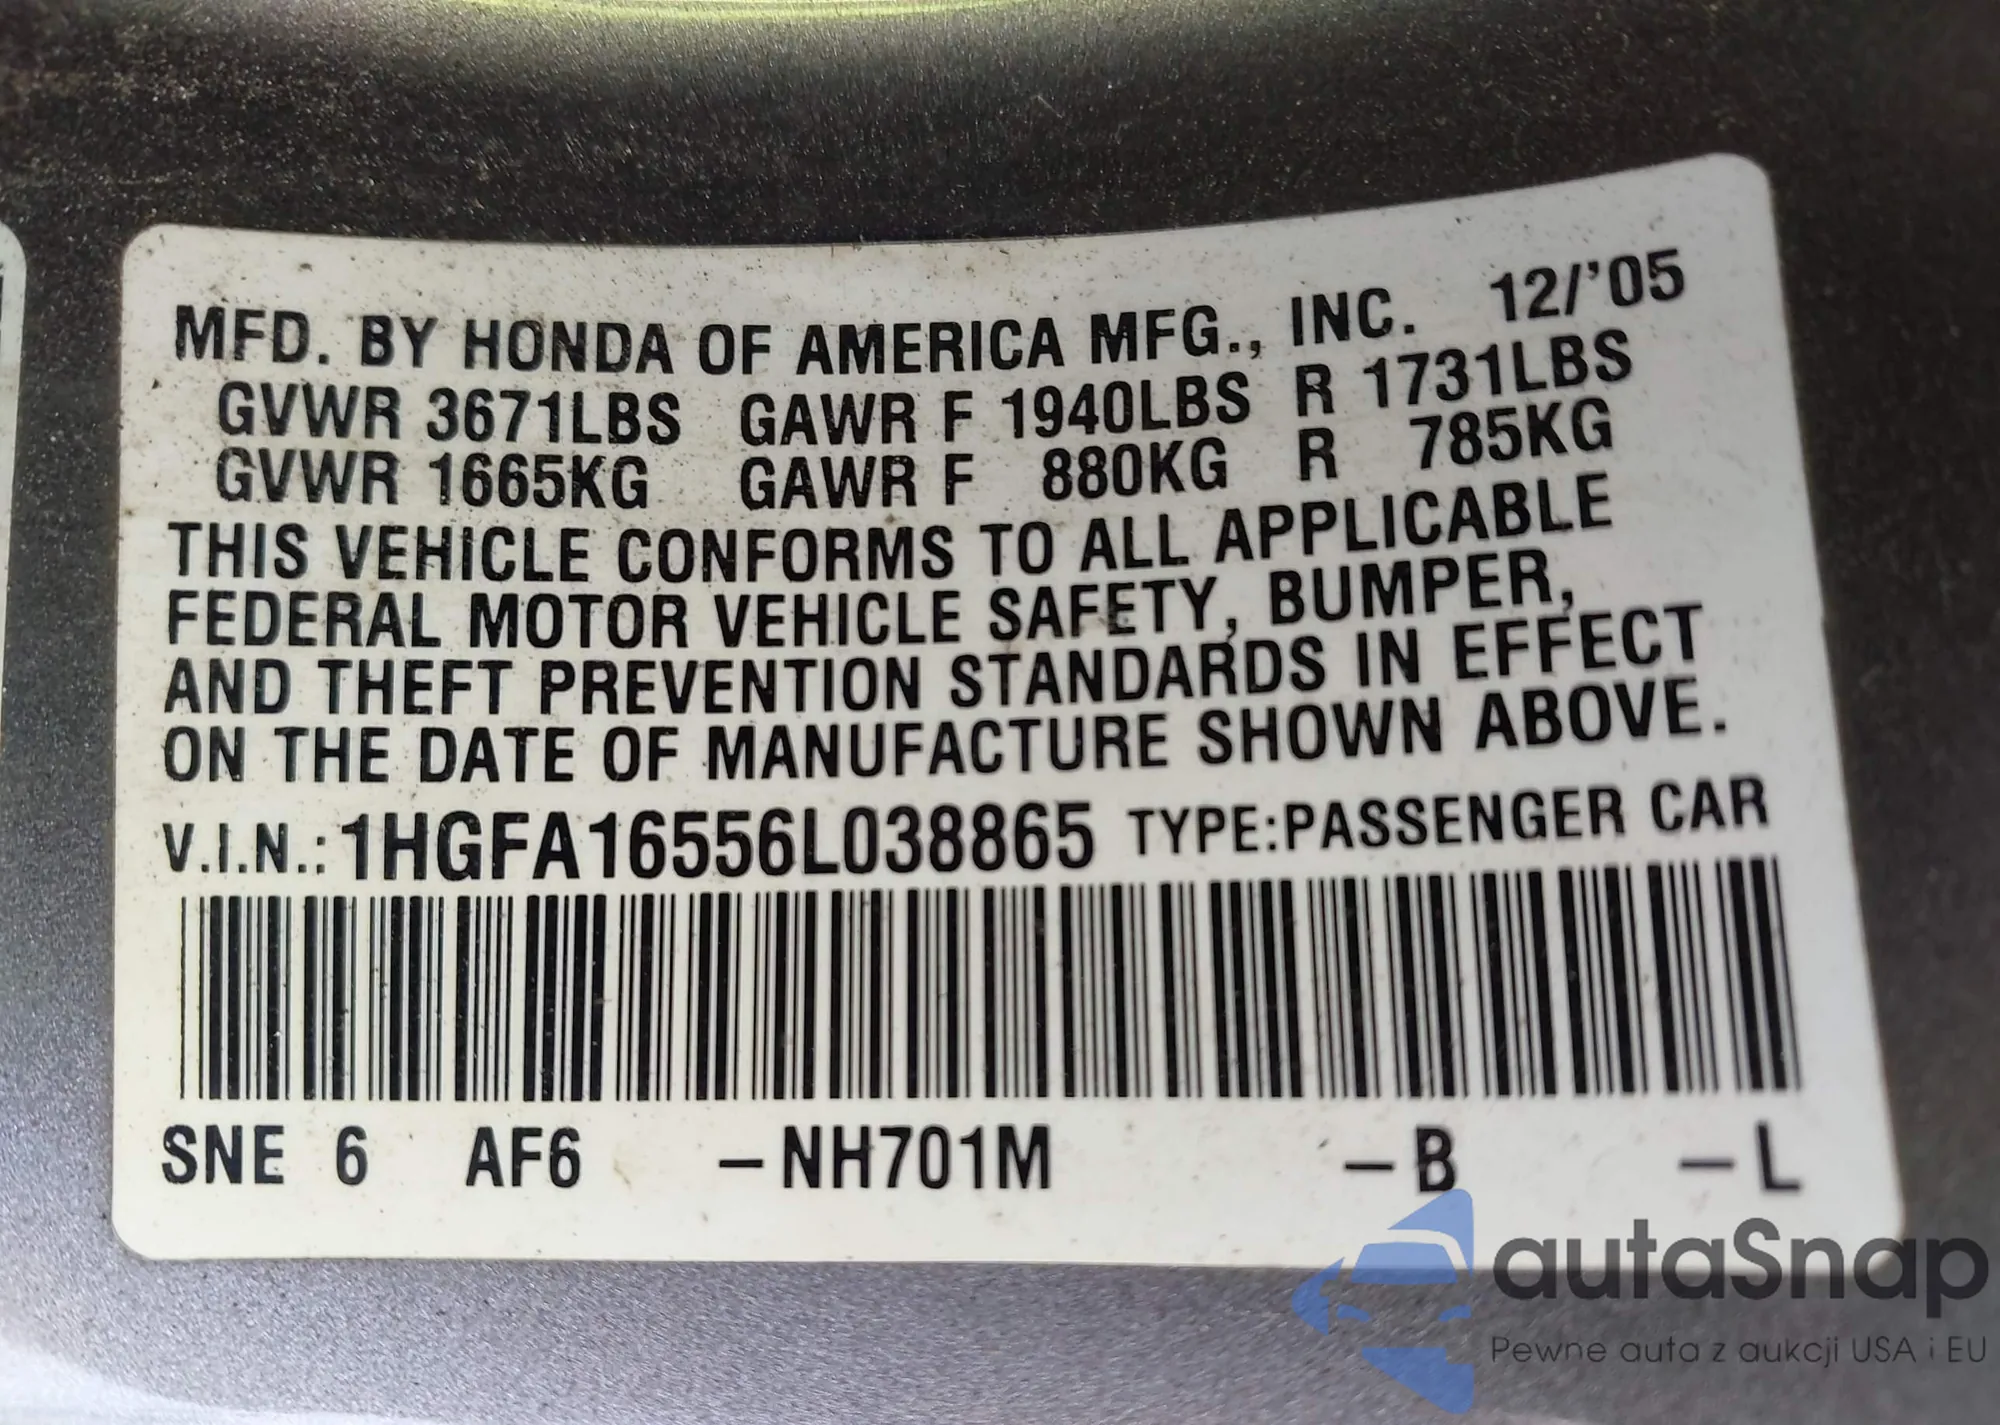 MFD. BY HONDA OF AMERICA MFG., INC. 12/'05
GVWR 3671LBS GAWR F 1940LBS R 1731LBS
GVWR 1665KG GAWR F 880KG R 785KG
THIS VEHICLE CONFORMS TO ALL APPLICABLE
FEDERAL MOTOR VEHICLE SAFETY, BUMPER,
AND THEFT PREVENTION STANDARDS IN EFFECT
ON THE DATE OF MANUFACTURE SHOWN ABOVE.
V.I.N.: 1HGFA16556L038865 TYPE:PASSENGER CAR
SNE 6 AF6 -NH701M -B -L
autaSnap
Pewne auta z aukcji USA i EU